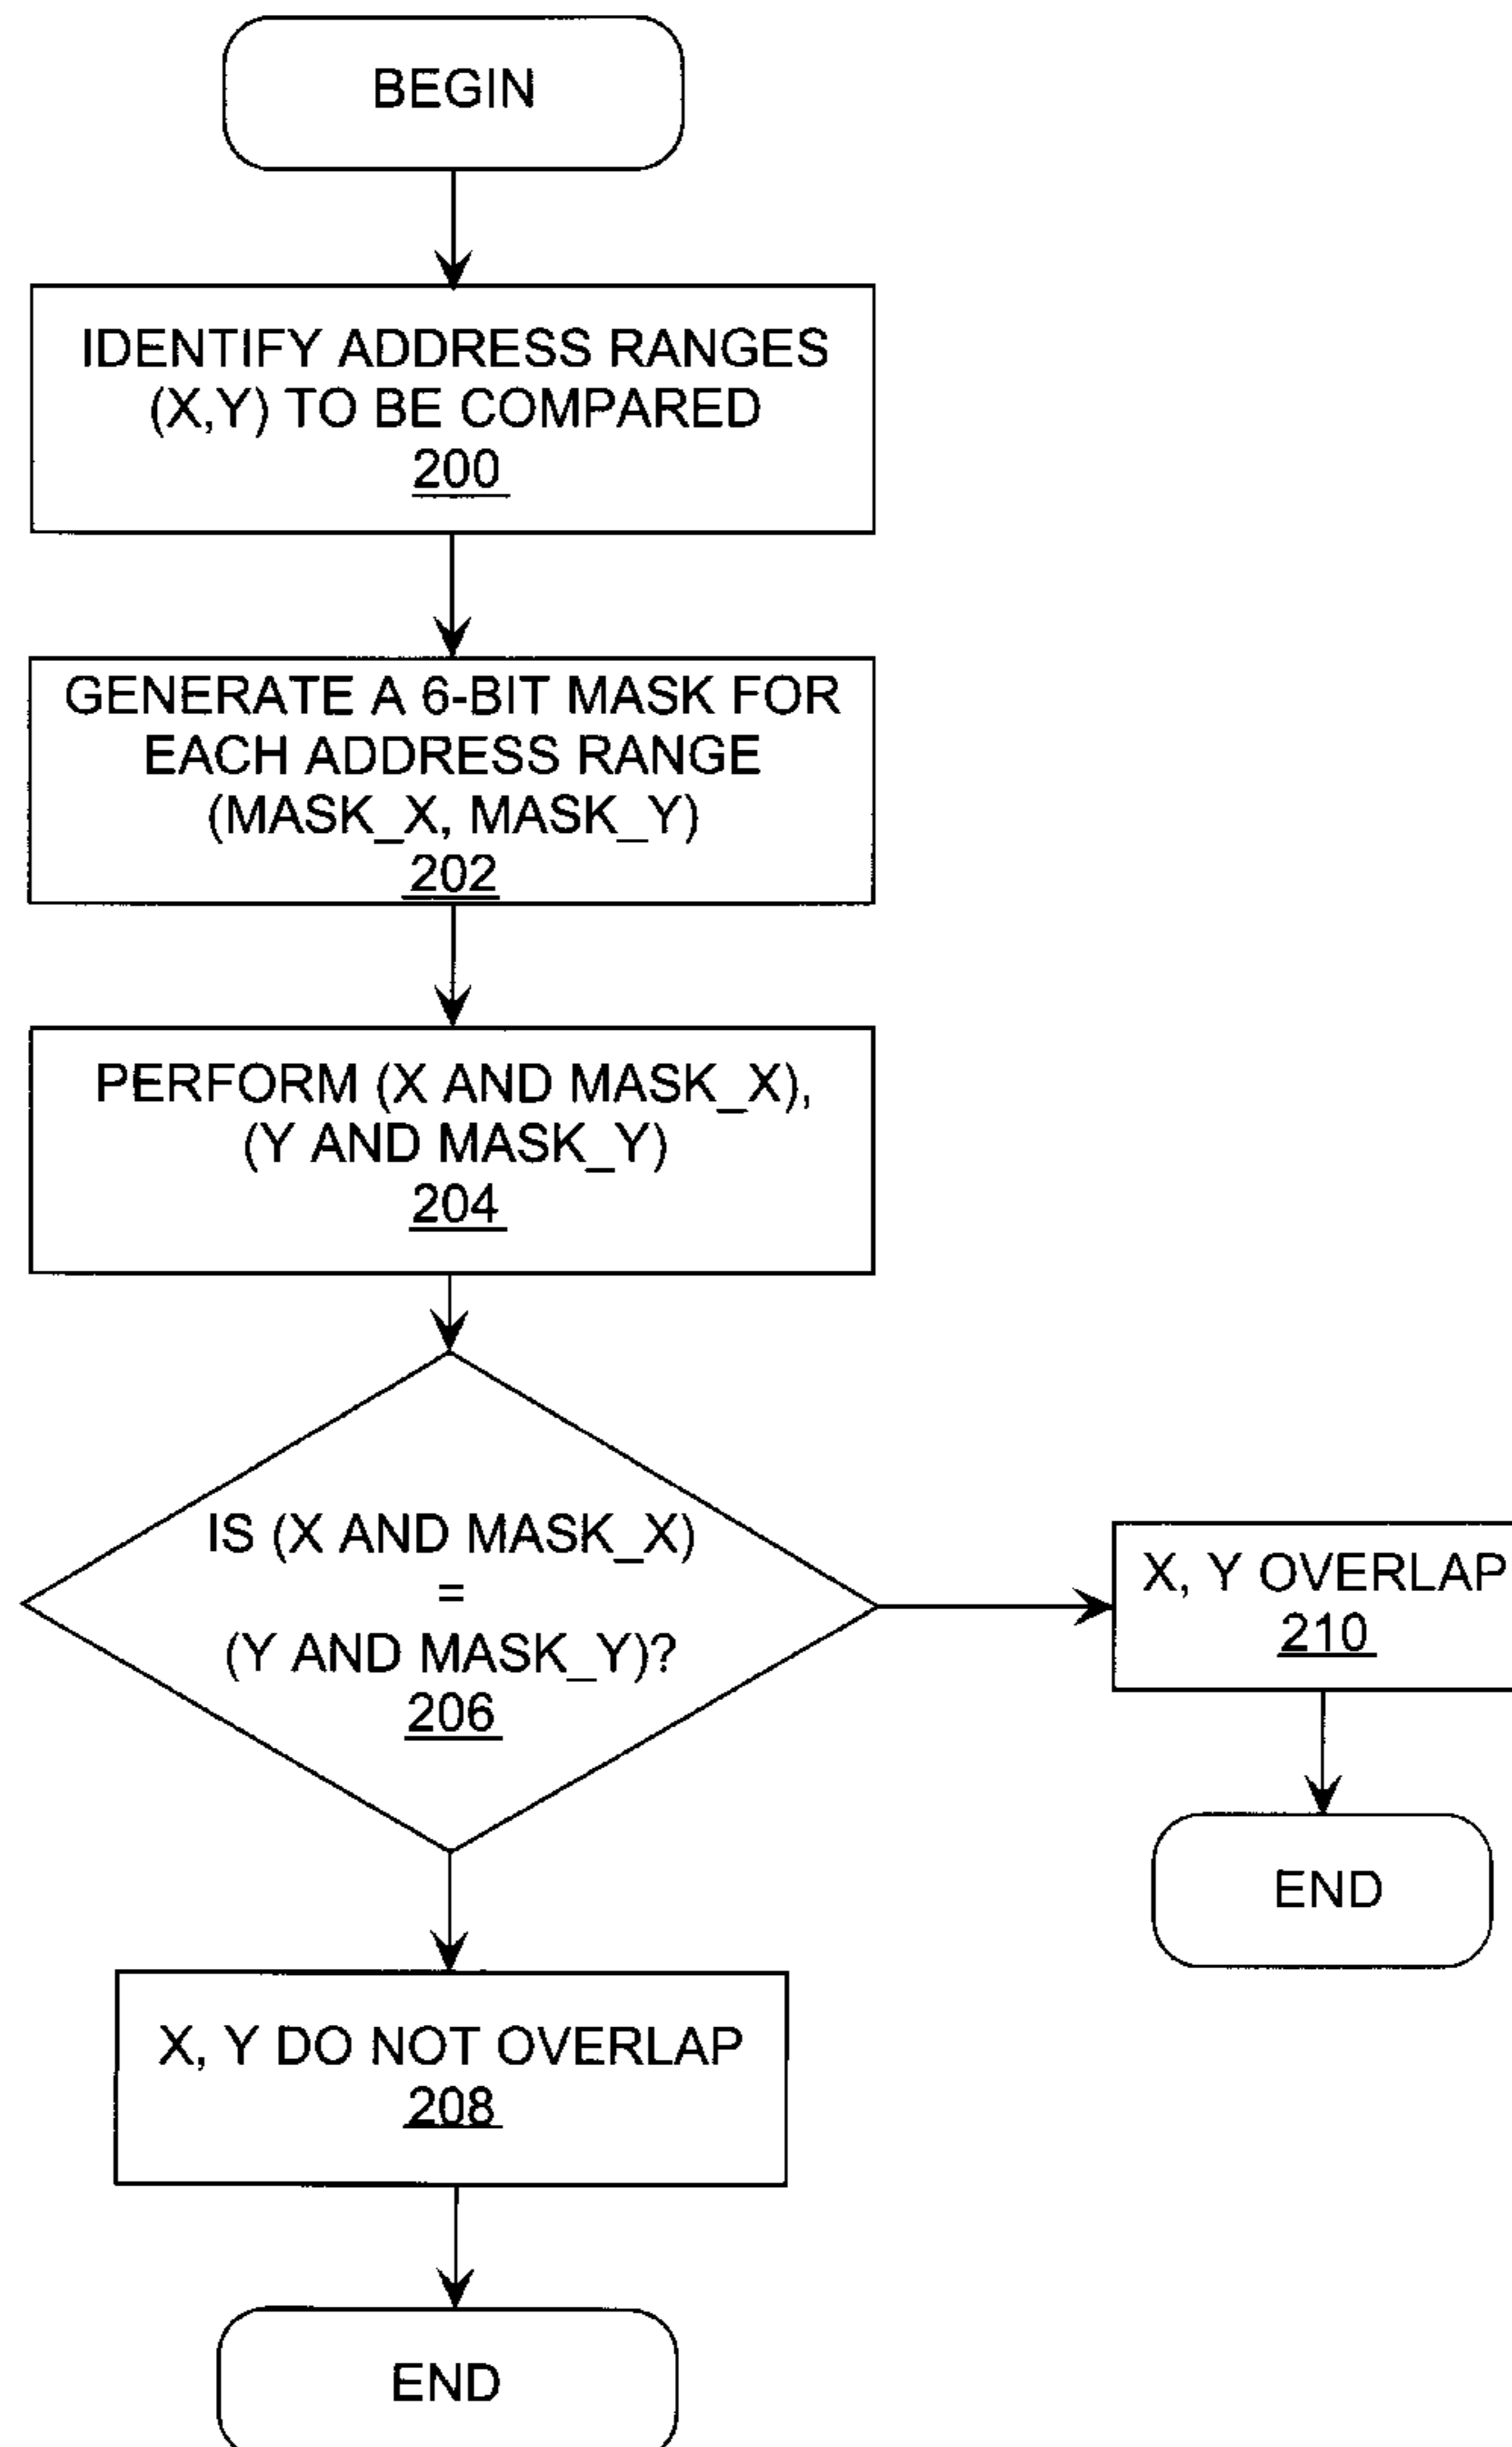 BEGIN
IDENTIFY ADDRESS RANGES
(X,Y) TO BE COMPARED
200
GENERATE A 6-BIT MASK FOR
EACH ADDRESS RANGE
(MASK_X, MASK_Y)
202
PERFORM (X AND MASK_X),
(Y AND MASK_Y)
204
IS (X AND MASK_X)
=
(Y AND MASK_Y)?
206
X, Y OVERLAP
210
END
X, Y DO NOT OVERLAP
208
END